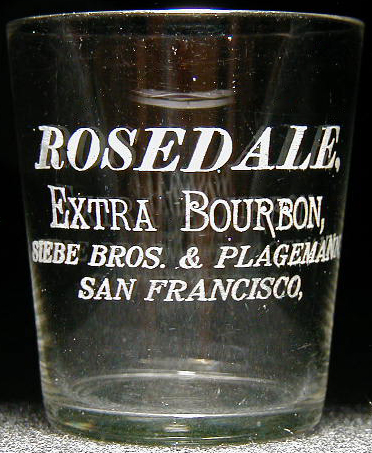 ROSEDALE.
EXTRA BOURBON,
SIEBE BROS. & PLAGEMANN
SAN FRANCISCO,